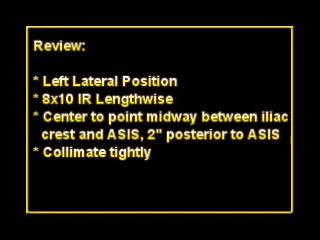 Review:
* Left Lateral Position
* 8x10 IR Lengthwise
* Center to point midway between iliac
crest and ASIS, 2" posterior to ASIS
* Collimate tightly